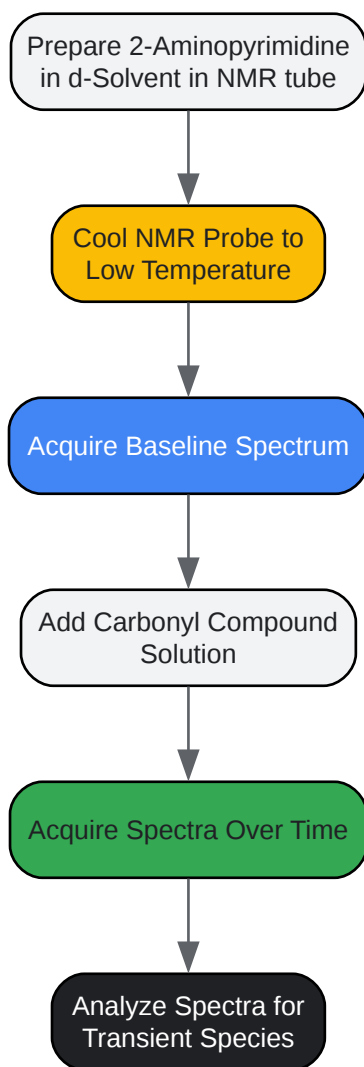 Prepare 2-Aminopyrimidine
in d-Solvent in NMR tube
Cool NMR Probe to
Low Temperature
Acquire Baseline Spectrum
Add Carbonyl Compound
Solution
Acquire Spectra Over Time
Analyze Spectra for
Transient Species